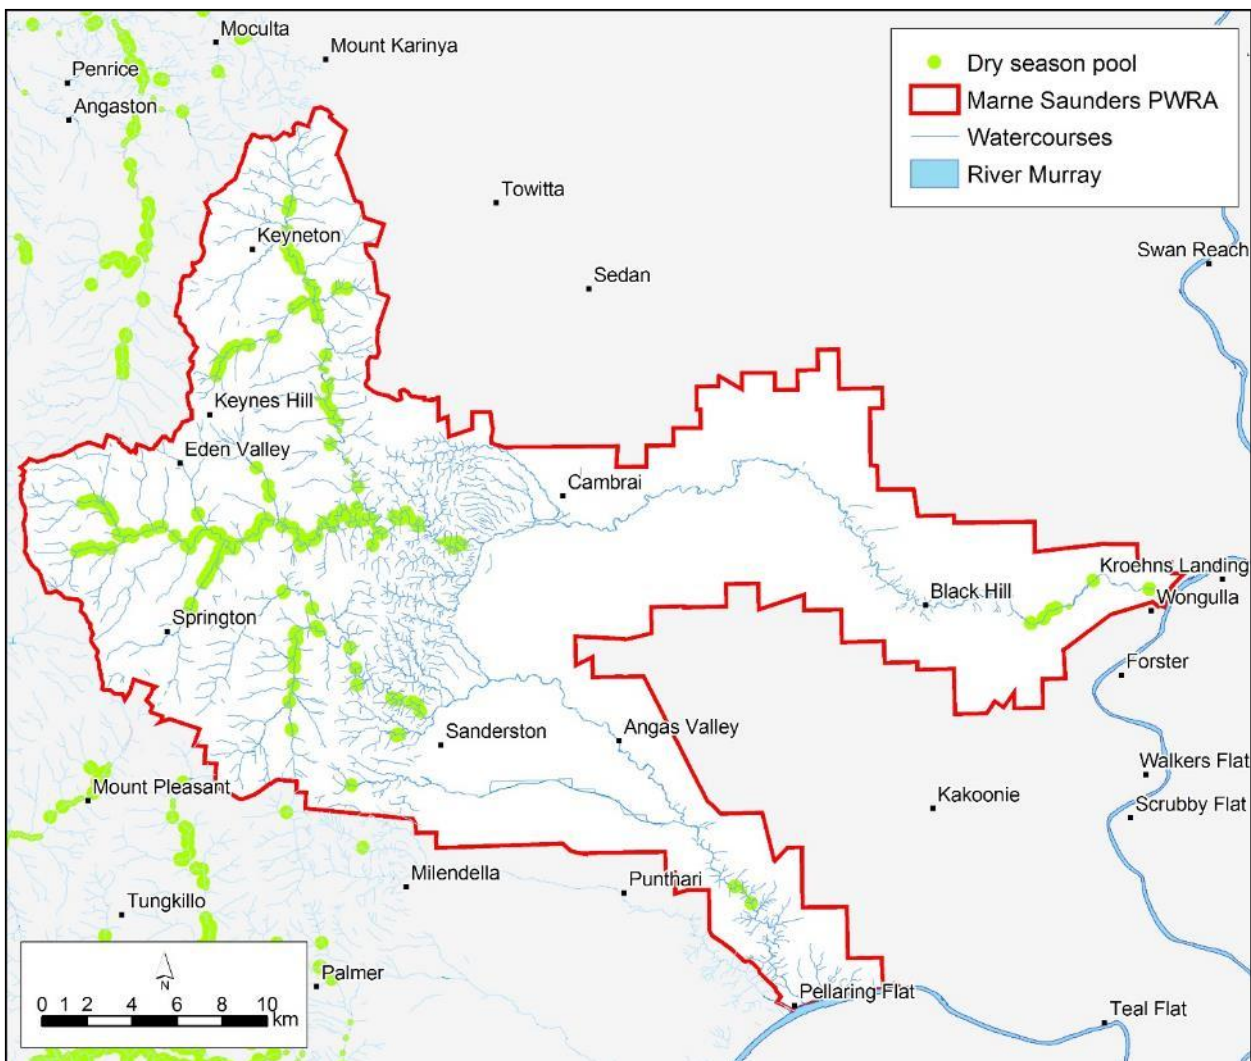 Moculta
Mount Karinya
Penrice
Angaston
Dry season pool
Marne Saunders PWRA
Watercourses
River Murray
Towitta
Keyneton
Swan Reach
Sedan
Keynes Hill
Eden Valley
Cambrai
Kroehns Landing
Black Hill
Wongulla
Springton
Forster
Sanderston
Angas Valley
Walkers Flat
Mount Pleasant
Kakoonie
Scrubby Flat
Milendella
Punthari
Tungkillo
N
Palmer
0 1 2 4 6 8 10
km
Pellaring Flat
Teal Flat